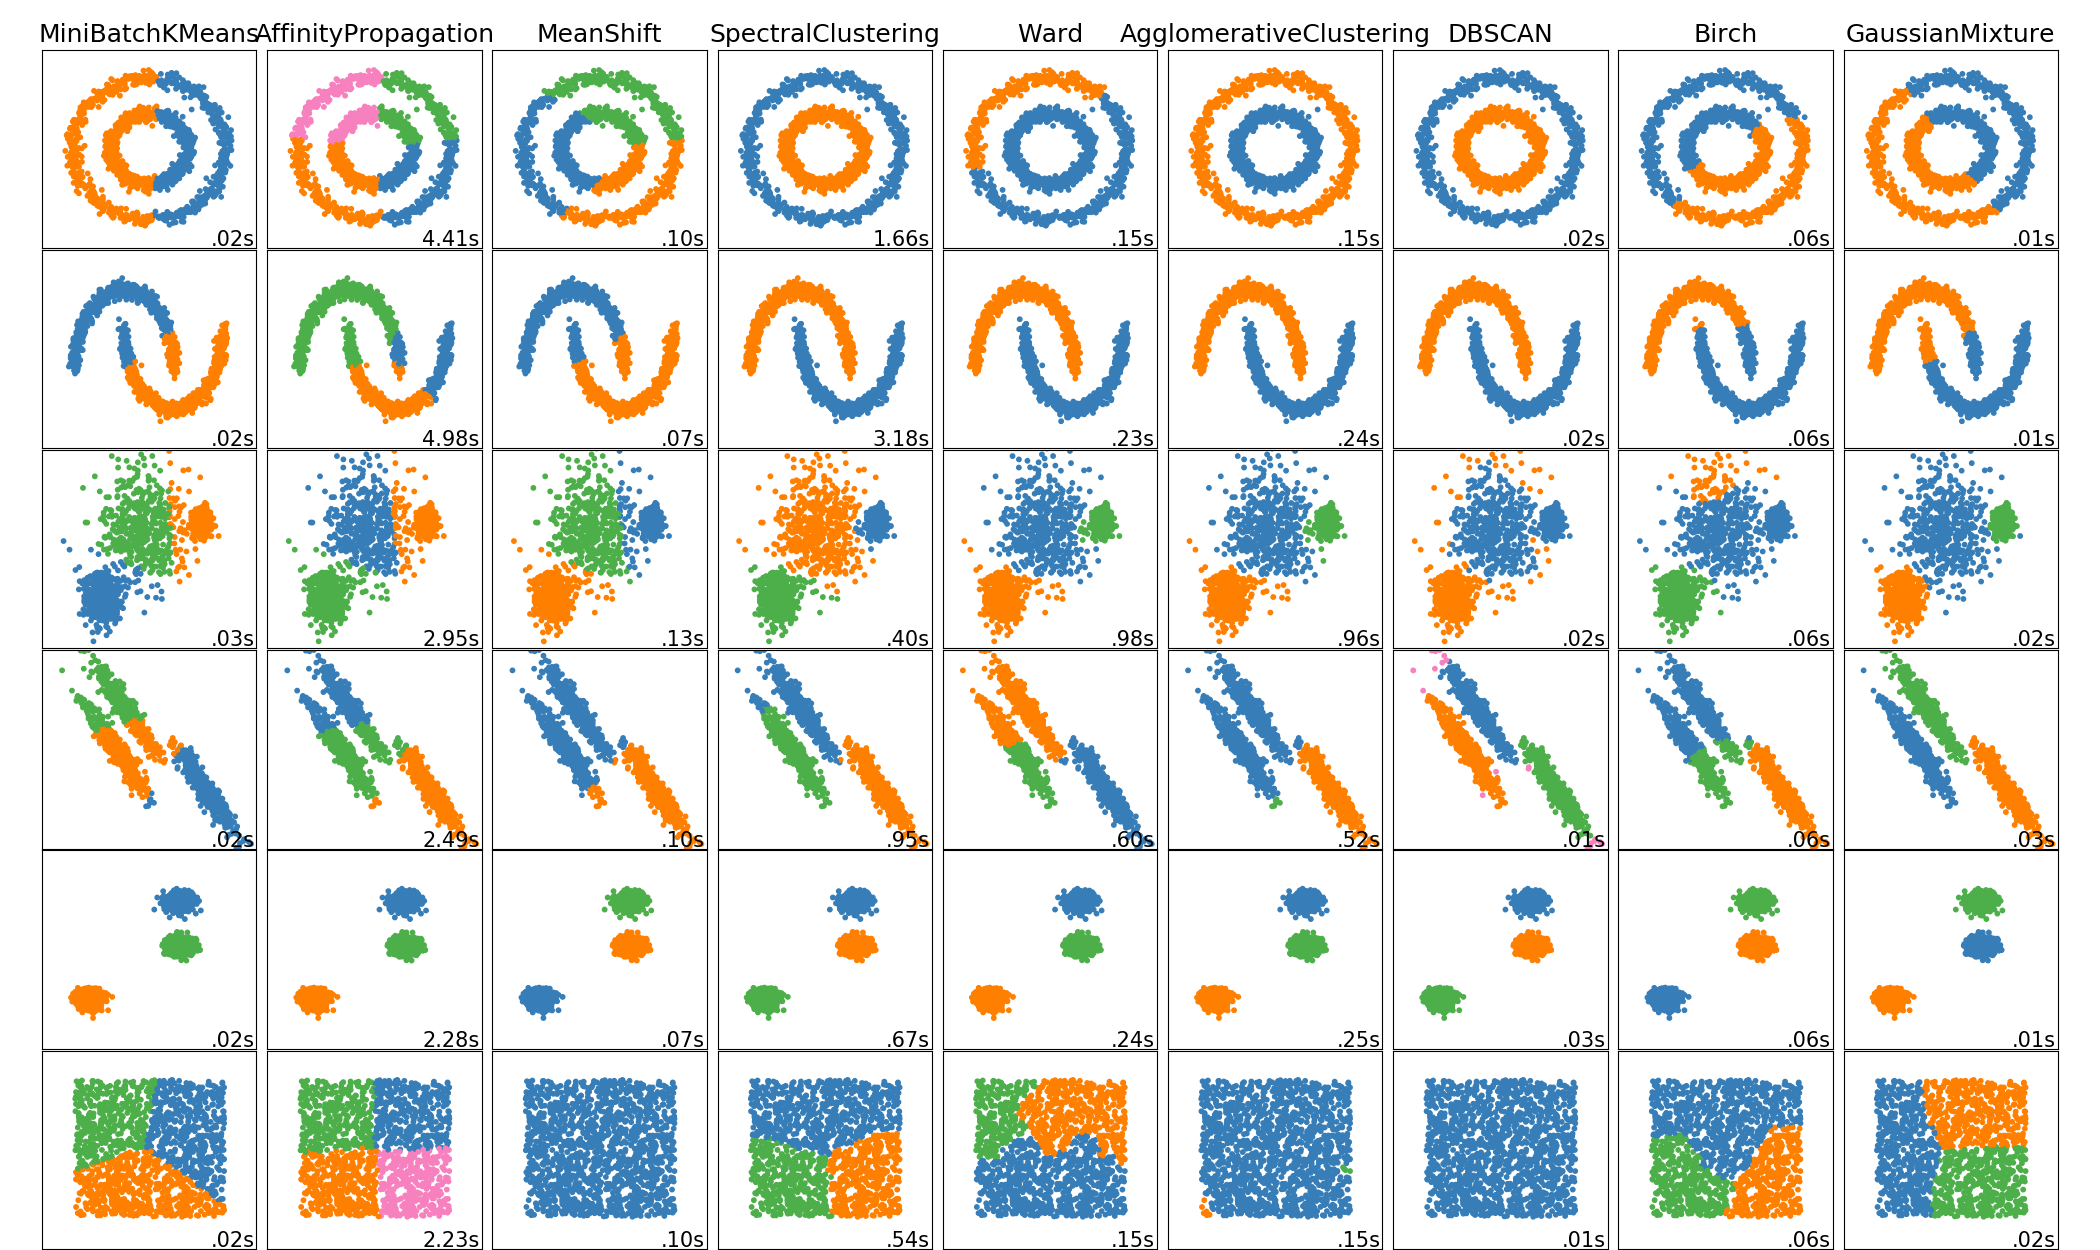 MiniBatchKMeans AffinityPropagation MeanShift SpectralClustering Ward AgglomerativeClustering DBSCAN Birch GaussianMixture
.02s 4.41s .10s 1.66s .15s .15s .02s .06s .01s
.02s 4.98s .07s 3.18s .23s .24s .02s .06s .01s
.03s 2.95s .13s .40s .98s .96s .02s .06s .02s
.02s 2.49s .10s .95s .60s .52s .01s .06s .03s
.02s 2.28s .07s .67s .24s .25s .03s .06s .01s
.02s 2.23s .10s .54s .15s .15s .01s .06s .02s